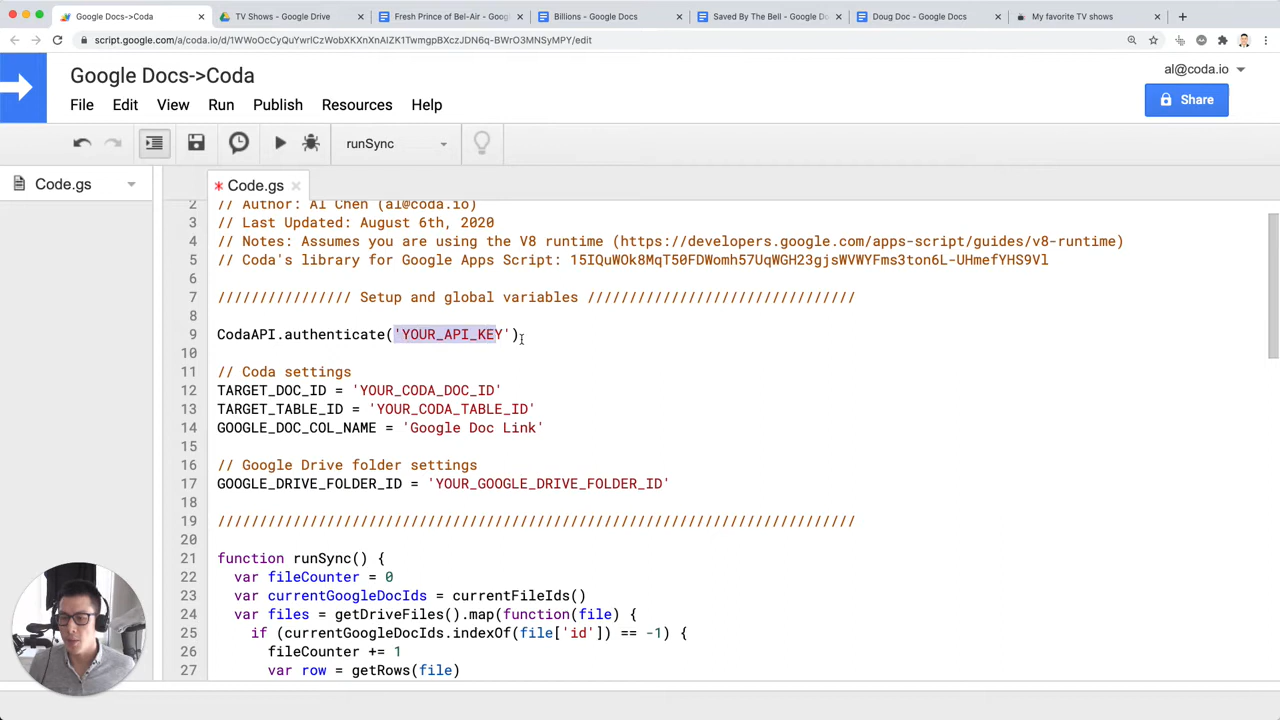 Google Docs->Coda
TV Shows - Google Drive
Fresh Prince of Bel-Air - Goog
Billions - Google Docs
Saved By The Bell - Google Do
Doug Doc - Google Docs
My favorite TV shows
script.google.com/a/coda.io/d/1WWoOcCyQuYwrlCzWobXKXnXnAIZK1TwmgpBXczJDN6q-BWrO3MNSyMPY/edit
Google Docs->Coda
al@coda.io
File Edit View Run Publish Resources Help
Share
runSync
Code.gs
* Code.gs
2 // Author: Al Chen (al@coda.io)
3 // Last Updated: August 6th, 2020
4 // Notes: Assumes you are using the V8 runtime (https://developers.google.com/apps-script/guides/v8-runtime)
5 // Coda's library for Google Apps Script: 15IQuWOk8MqT50FDWomh57UqWGH23gjsWVWYFms3ton6L-UHmefYHS9Vl
6
7 //////////////// Setup and global variables ////////////////////////////////
8
9 CodaAPI.authenticate('YOUR_API_KEY')
10
11 // Coda settings
12 TARGET_DOC_ID = 'YOUR_CODA_DOC_ID'
13 TARGET_TABLE_ID = 'YOUR_CODA_TABLE_ID'
14 GOOGLE_DOC_COL_NAME = 'Google Doc Link'
15
16 // Google Drive folder settings
17 GOOGLE_DRIVE_FOLDER_ID = 'YOUR_GOOGLE_DRIVE_FOLDER_ID'
18
19 ////////////////////////////////////////////////////////////////////////////
20
21 function runSync() {
22 var fileCounter = 0
23 var currentGoogleDocIds = currentFileIds()
24 var files = getDriveFiles().map(function(file) {
25 if (currentGoogleDocIds.indexOf(file['id']) == -1) {
26 fileCounter += 1
27 var row = getRows(file)